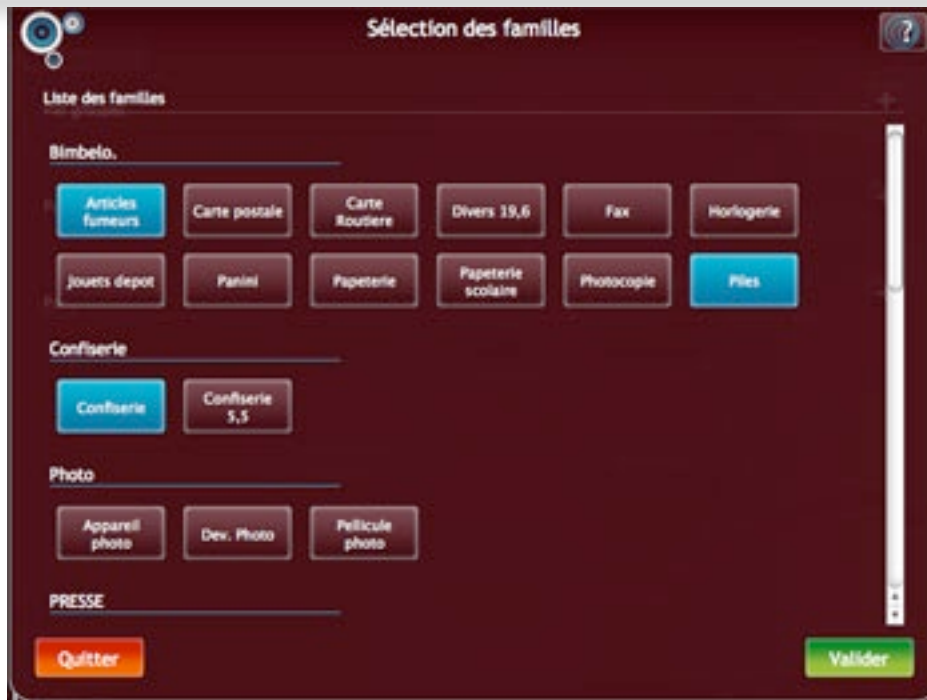 Sélection des familles
?
Liste des familles
Bimbelo.
Articles
fumeurs
Carte postale
Carte
Routiere
Divers 19,6
Fax
Horlogerie
Jouets depot
Panini
Papeterie
Papeterie
scolaire
Photocopie
Piles
Confiserie
Confiserie
Confiserie
5,5
Photo
Appareil
photo
Dev. Photo
Pellicule
photo
PRESSE
Quitter
Valider